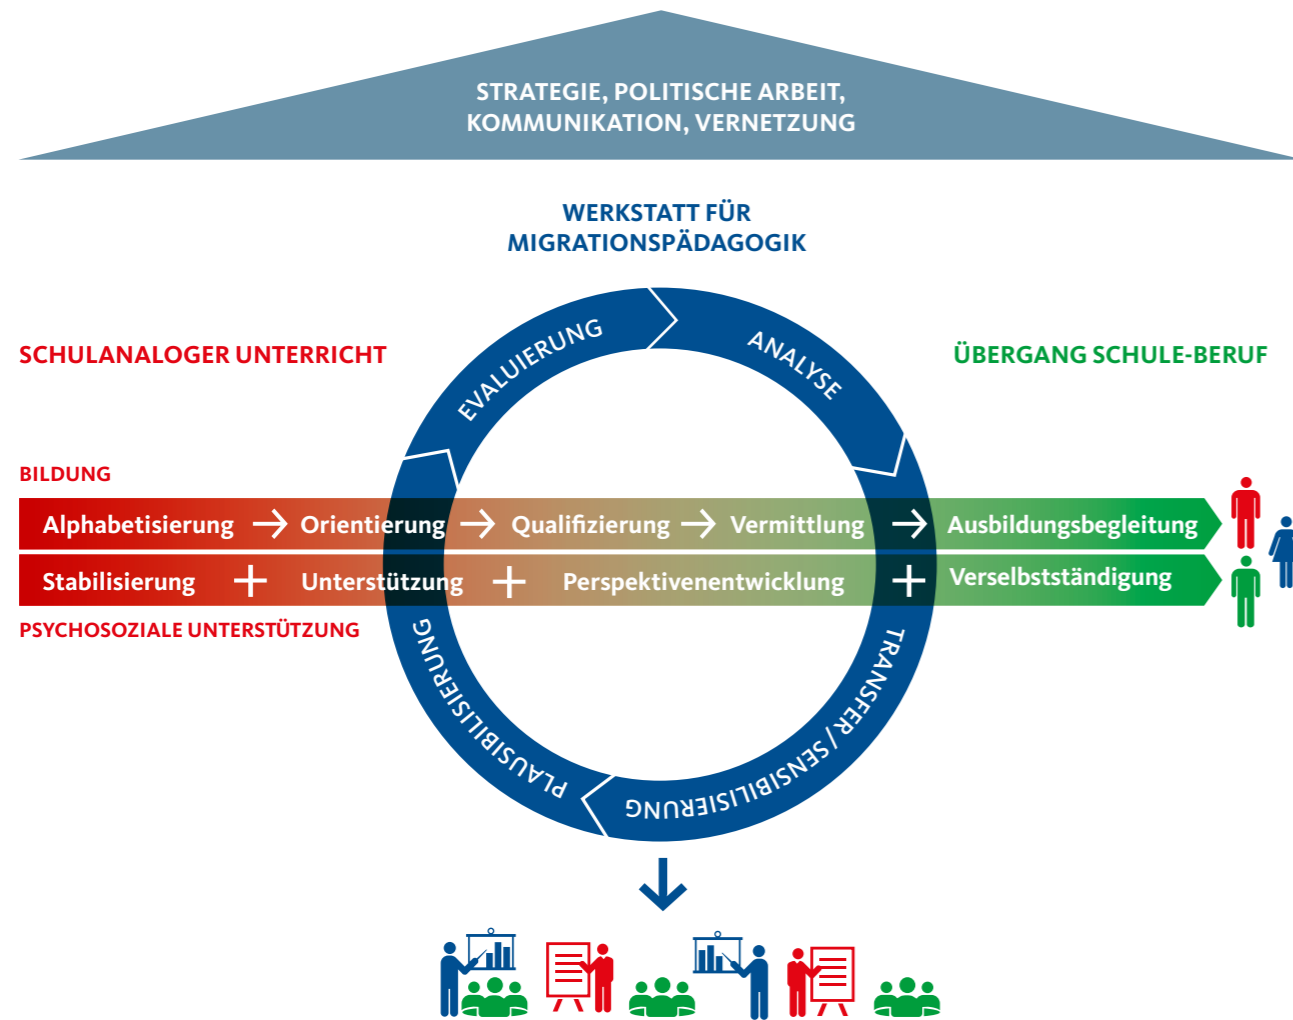 STRATEGIE, POLITISCHE ARBEIT,
KOMMUNIKATION, VERNETZUNG
WERKSTATT FÜR
MIGRATIONSPÄDAGOGIK
SCHULANALOGER UNTERRICHT
ÜBERGANG SCHULE-BERUF
EVALUIERUNG
ANALYSE
BILDUNG
Alphabetisierung → Orientierung → Qualifizierung → Vermittlung → Ausbildungsbegleitung
Stabilisierung + Unterstützung + Perspektivenentwicklung + Verselbstständigung
PSYCHOSOZIALE UNTERSTÜTZUNG
PLAUSIBILISIERUNG
TRANSFER / SENSIBILISIERUNG